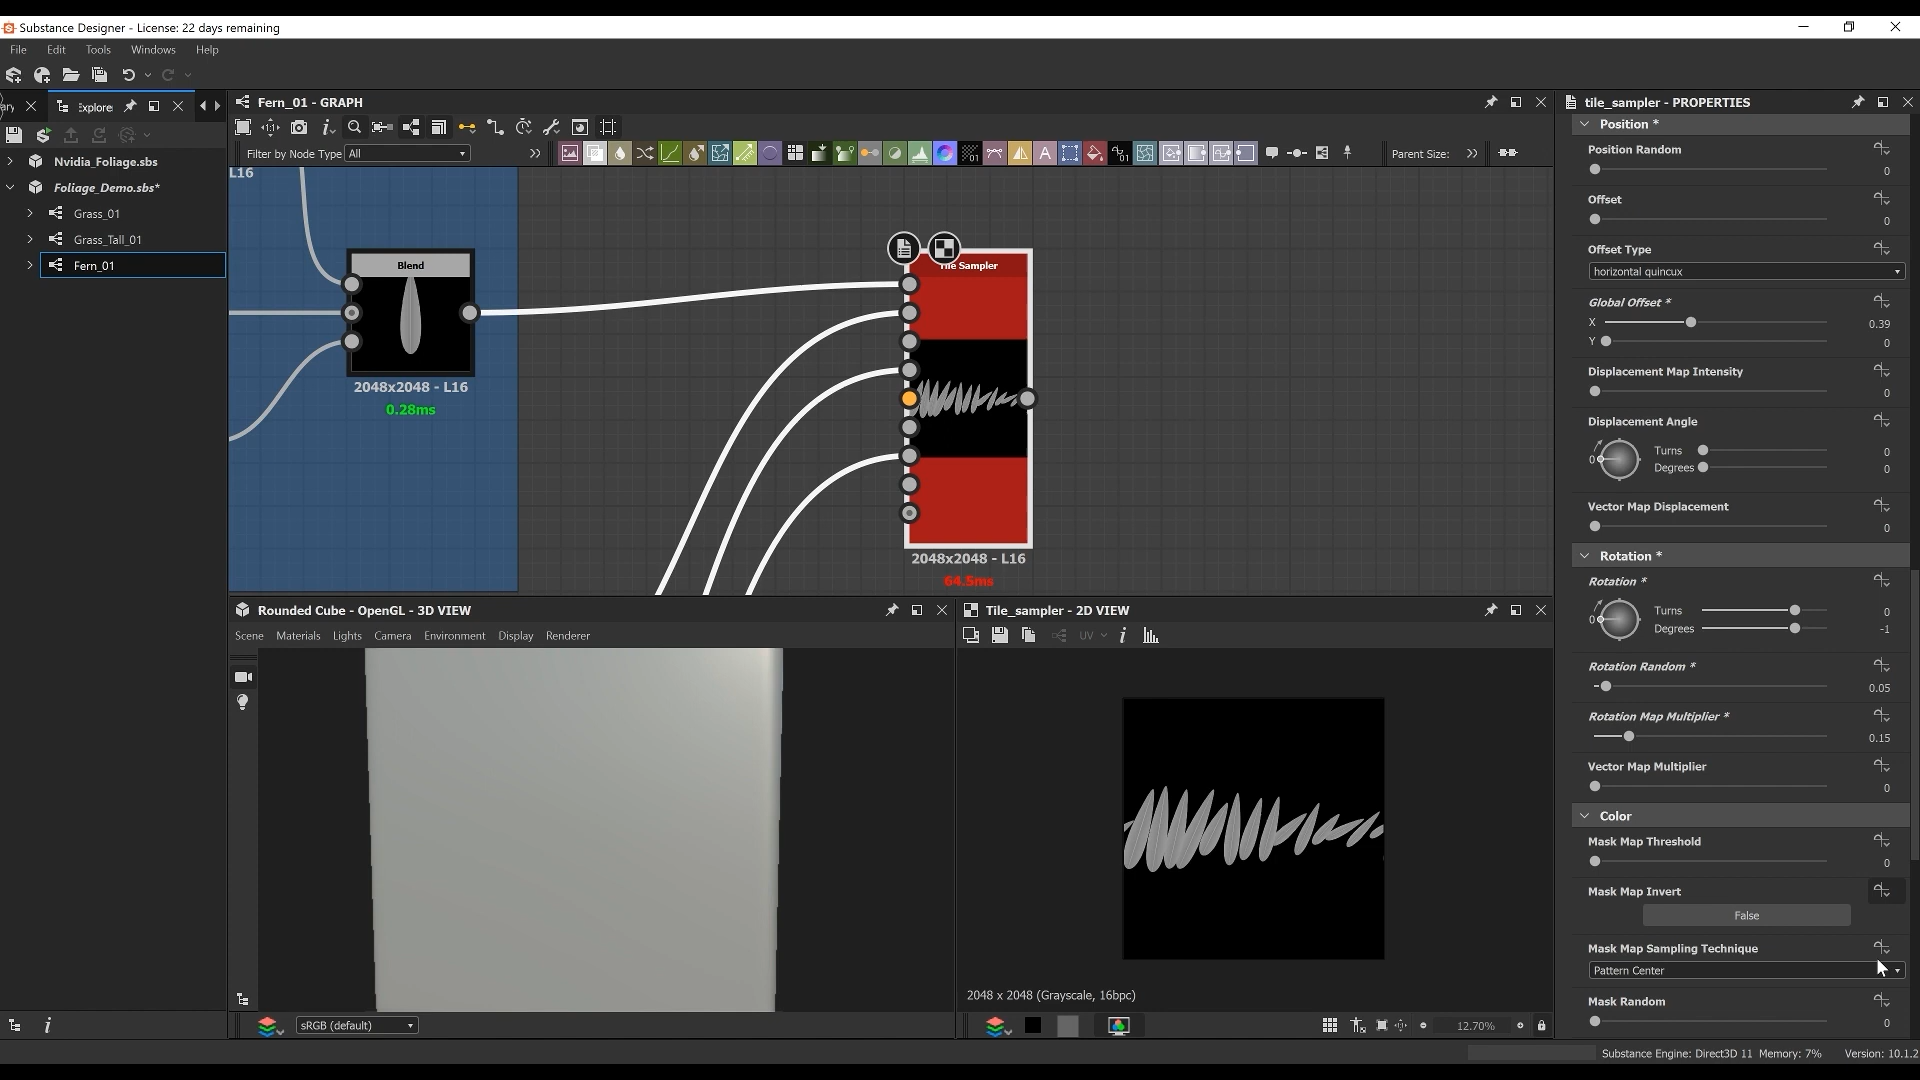 Substance Designer - License: 22 days remaining
File Edit Tools Windows Help
Explore
Fern_01 - GRAPH
tile_sampler - PROPERTIES
Filter by Node Type All
Parent Size:
Nvidia_Foliage.sbs
Foliage_Demo.sbs*
Grass_01
Grass_Tall_01
Fern_01
L16
Blend
2048x2048 - L16
0.28ms
Tile Sampler
2048x2048 - L16
64.5ms
Rounded Cube - OpenGL - 3D VIEW
Scene Materials Lights Camera Environment Display Renderer
sRGB (default)
Tile_sampler - 2D VIEW
UV
2048 x 2048 (Grayscale, 16bpc)
12.70%
Position *
Position Random
0
Offset
0
Offset Type
horizontal quincux
Global Offset *
X 0.39
Y 0
Displacement Map Intensity
0
Displacement Angle
0 Turns 0
Degrees 0
Vector Map Displacement
0
Rotation *
Rotation *
0 Turns 0
Degrees -1
Rotation Random *
0.05
Rotation Map Multiplier *
0.15
Vector Map Multiplier
0
Color
Mask Map Threshold
0
Mask Map Invert
False
Mask Map Sampling Technique
Pattern Center
Mask Random
0
Substance Engine: Direct3D 11 Memory: 7% Version: 10.1.2